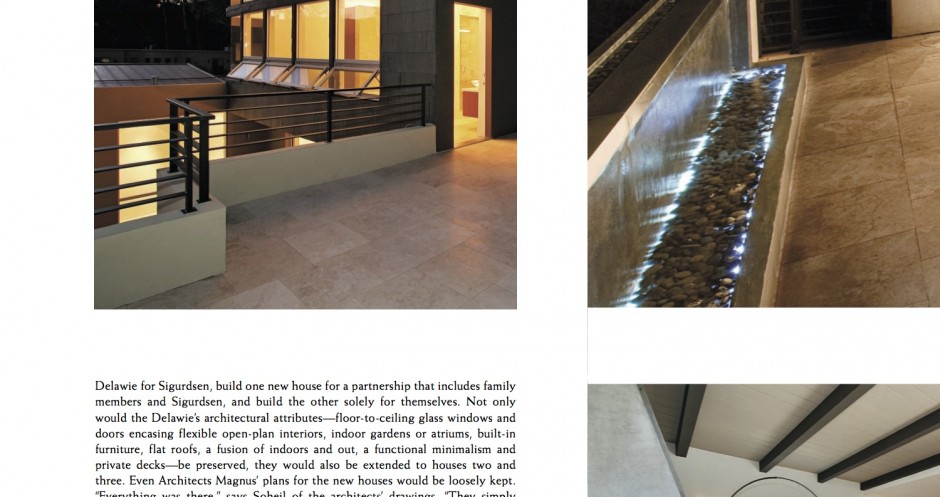 Delawie for Sigurdsen, build one new house for a partnership that includes family
members and Sigurdsen, and build the other solely for themselves. Not only
would the Delawie's architectural attributes—floor-to-ceiling glass windows and
doors encasing flexible open-plan interiors, indoor gardens or atriums, built-in
furniture, flat roofs, a fusion of indoors and out, a functional minimalism and
private decks—be preserved, they would also be extended to houses two and
three. Even Architects Magnus' plans for the new houses would be loosely kept.
"Everything was there," says Soheil of the architects' drawings. "They simply